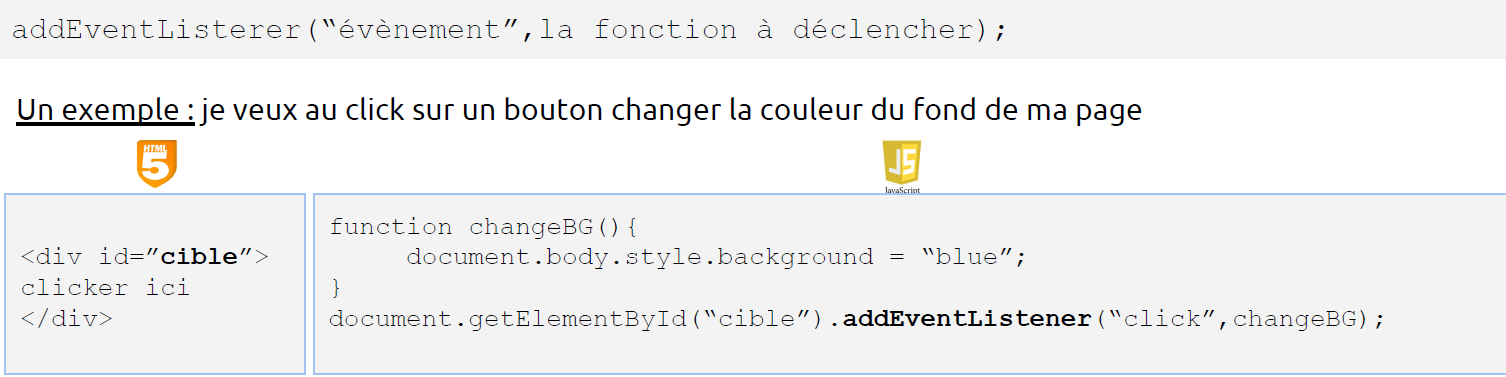 addEventListerer(“évènement”,la fonction à déclencher);
Un exemple : je veux au click sur un bouton changer la couleur du fond de ma page
HTML
5
JS
JavaScript
<div id=”cible”>
clicker ici
</div>
function changeBG(){
document.body.style.background = “blue”;
}
document.getElementById(“cible”).addEventListener(“click”,changeBG);